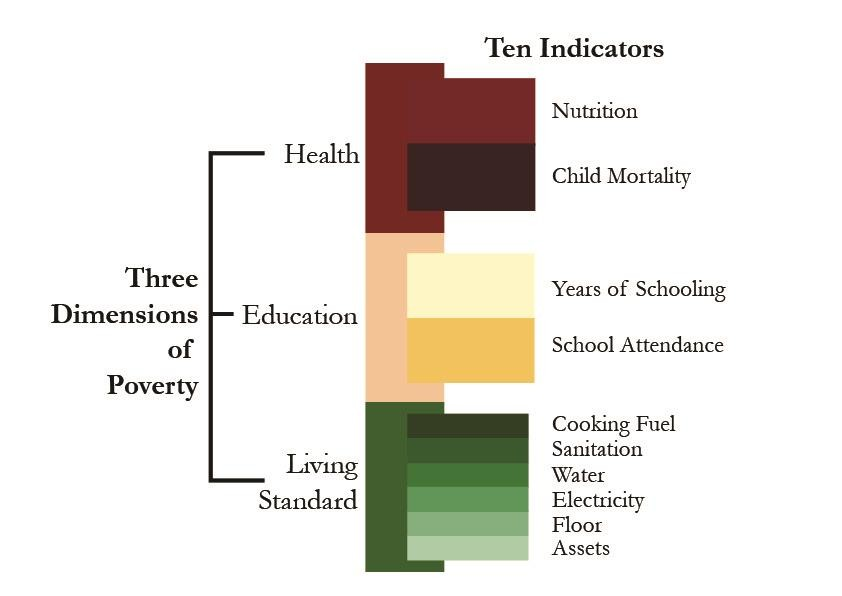 Ten Indicators
Nutrition
Health
Child Mortality
Three
Dimensions
of
Poverty
Education
Years of Schooling
School Attendance
Living
Standard
Cooking Fuel
Sanitation
Water
Electricity
Floor
Assets